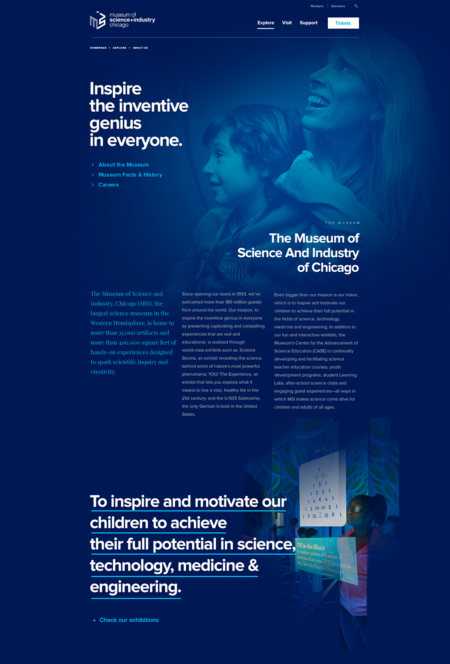 Members
Educators
museum of
science+industry
chicago
Explore
Visit
Support
Tickets
HOMEPAGE
EXPLORE
ABOUT US
Inspire
the inventive
genius
in everyone.
About the Museum
Museum Facts & History
Careers
THE MUSEUM
The Museum of
Science And Industry
of Chicago
The Museum of Science and
Industry, Chicago (MSI), the
largest science museum in the
Western Hemisphere, is home to
more than 35,000 artifacts and
more than 400,000 square feet of
hands-on experiences designed
to spark scientific inquiry and
creativity.
Since opening our doors in 1933, we've
welcomed more than 180 million guests
from around the world. Our mission, to
inspire the inventive genius in everyone
by presenting captivating and compelling
experiences that are real and
educational, is realized through
world-class exhibits such as: Science
Storms, an exhibit revealing the science
behind some of nature's most powerful
phenomena; YOU! The Experience, an
exhibit that lets you explore what it
means to live a vital, healthy life in the
21st century; and the U-505 Submarine,
the only German U-boat in the United
States.
Even bigger than our mission is our vision,
which is to inspire and motivate our
children to achieve their full potential in
the fields of science, technology,
medicine and engineering. In addition to
our fun and interactive exhibits, the
Museum's Center for the Advancement of
Science Education (CASE) is continually
developing and facilitating science
teacher education courses, youth
development programs, student Learning
Labs, after-school science clubs and
engaging guest experiences—all ways in
which MSI makes science come alive for
children and adults of all ages.
To inspire and motivate our
children to achieve
their full potential in science,
technology, medicine &
engineering.
Fill in the Blank
+ Check our exhibitions